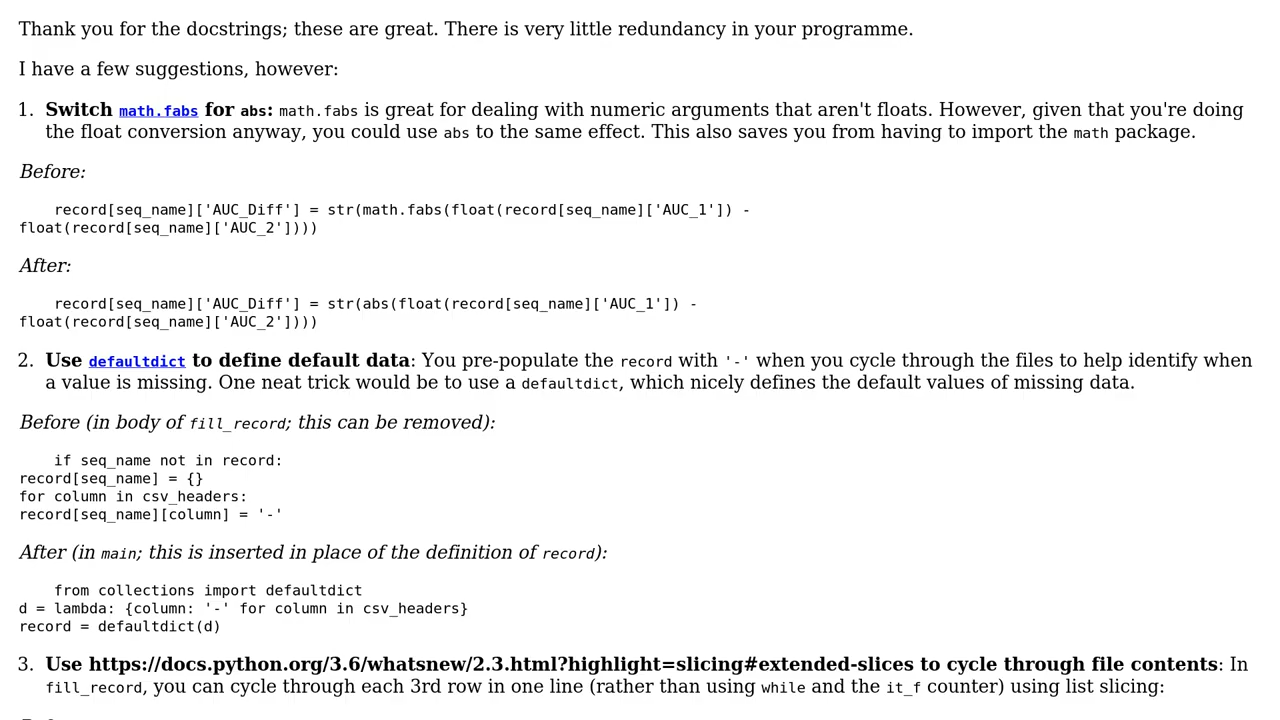 Thank you for the docstrings; these are great. There is very little redundancy in your programme.
I have a few suggestions, however:
1. Switch math.fabs for abs: math.fabs is great for dealing with numeric arguments that aren't floats. However, given that you're doing
the float conversion anyway, you could use abs to the same effect. This also saves you from having to import the math package.
Before:
record[seq_name]['AUC_Diff'] = str(math.fabs(float(record[seq_name]['AUC_1']) -
float(record[seq_name]['AUC_2'])))
After:
record[seq_name]['AUC_Diff'] = str(abs(float(record[seq_name]['AUC_1']) -
float(record[seq_name]['AUC_2'])))
2. Use defaultdict to define default data: You pre-populate the record with '-' when you cycle through the files to help identify when
a value is missing. One neat trick would be to use a defaultdict, which nicely defines the default values of missing data.
Before (in body of fill_record; this can be removed):
if seq_name not in record:
record[seq_name] = {}
for column in csv_headers:
record[seq_name][column] = '-'
After (in main; this is inserted in place of the definition of record):
from collections import defaultdict
d = lambda: {column: '-' for column in csv_headers}
record = defaultdict(d)
3. Use https://docs.python.org/3.6/whatsnew/2.3.html?highlight=slicing#extended-slices to cycle through file contents: In
fill_record, you can cycle through each 3rd row in one line (rather than using while and the it_f counter) using list slicing: